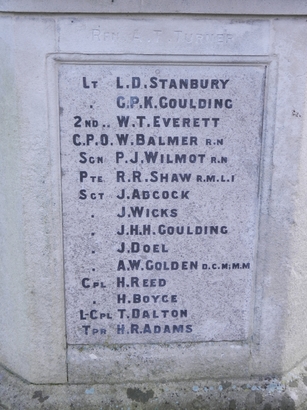 Lt L.D. STANBURY
. G.P.K. GOULDING
2ND .. W.T. EVERETT
C.P.O. W. BALMER R.N
SGN P.J. WILMOT R.N
PTE R.R. SHAW R.M.L.I
SGT J. ADCOCK
. J. WICKS
. J.H.H. GOULDING
. J. DOEL
. A.W. GOLDEN D.C.M:M.M
CPL H. REED
. H. BOYCE
L-CPL T. DALTON
TPR H.R. ADAMS